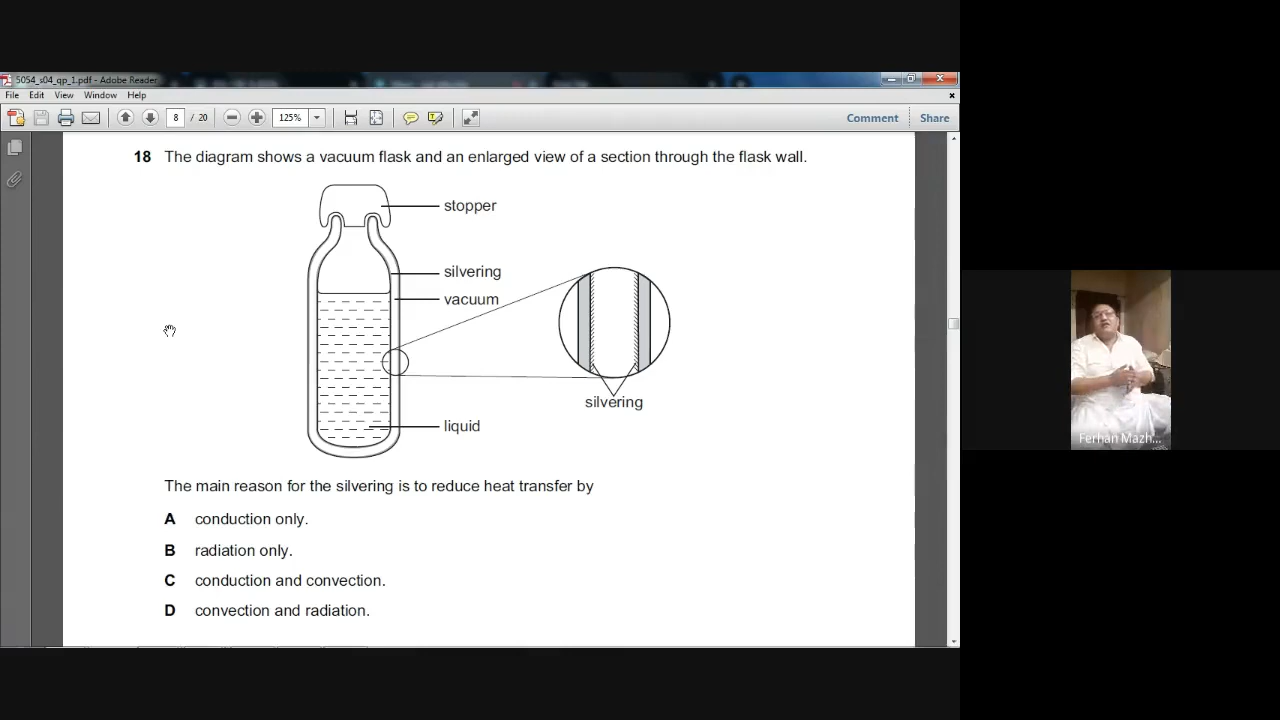 5054_s04_qp_1.pdf - Adobe Reader
File Edit View Window Help
8 / 20 125% Comment Share
18 The diagram shows a vacuum flask and an enlarged view of a section through the flask wall.
stopper
silvering
vacuum
silvering
liquid
The main reason for the silvering is to reduce heat transfer by
A conduction only.
B radiation only.
C conduction and convection.
D convection and radiation.
Ferhan Mazh...